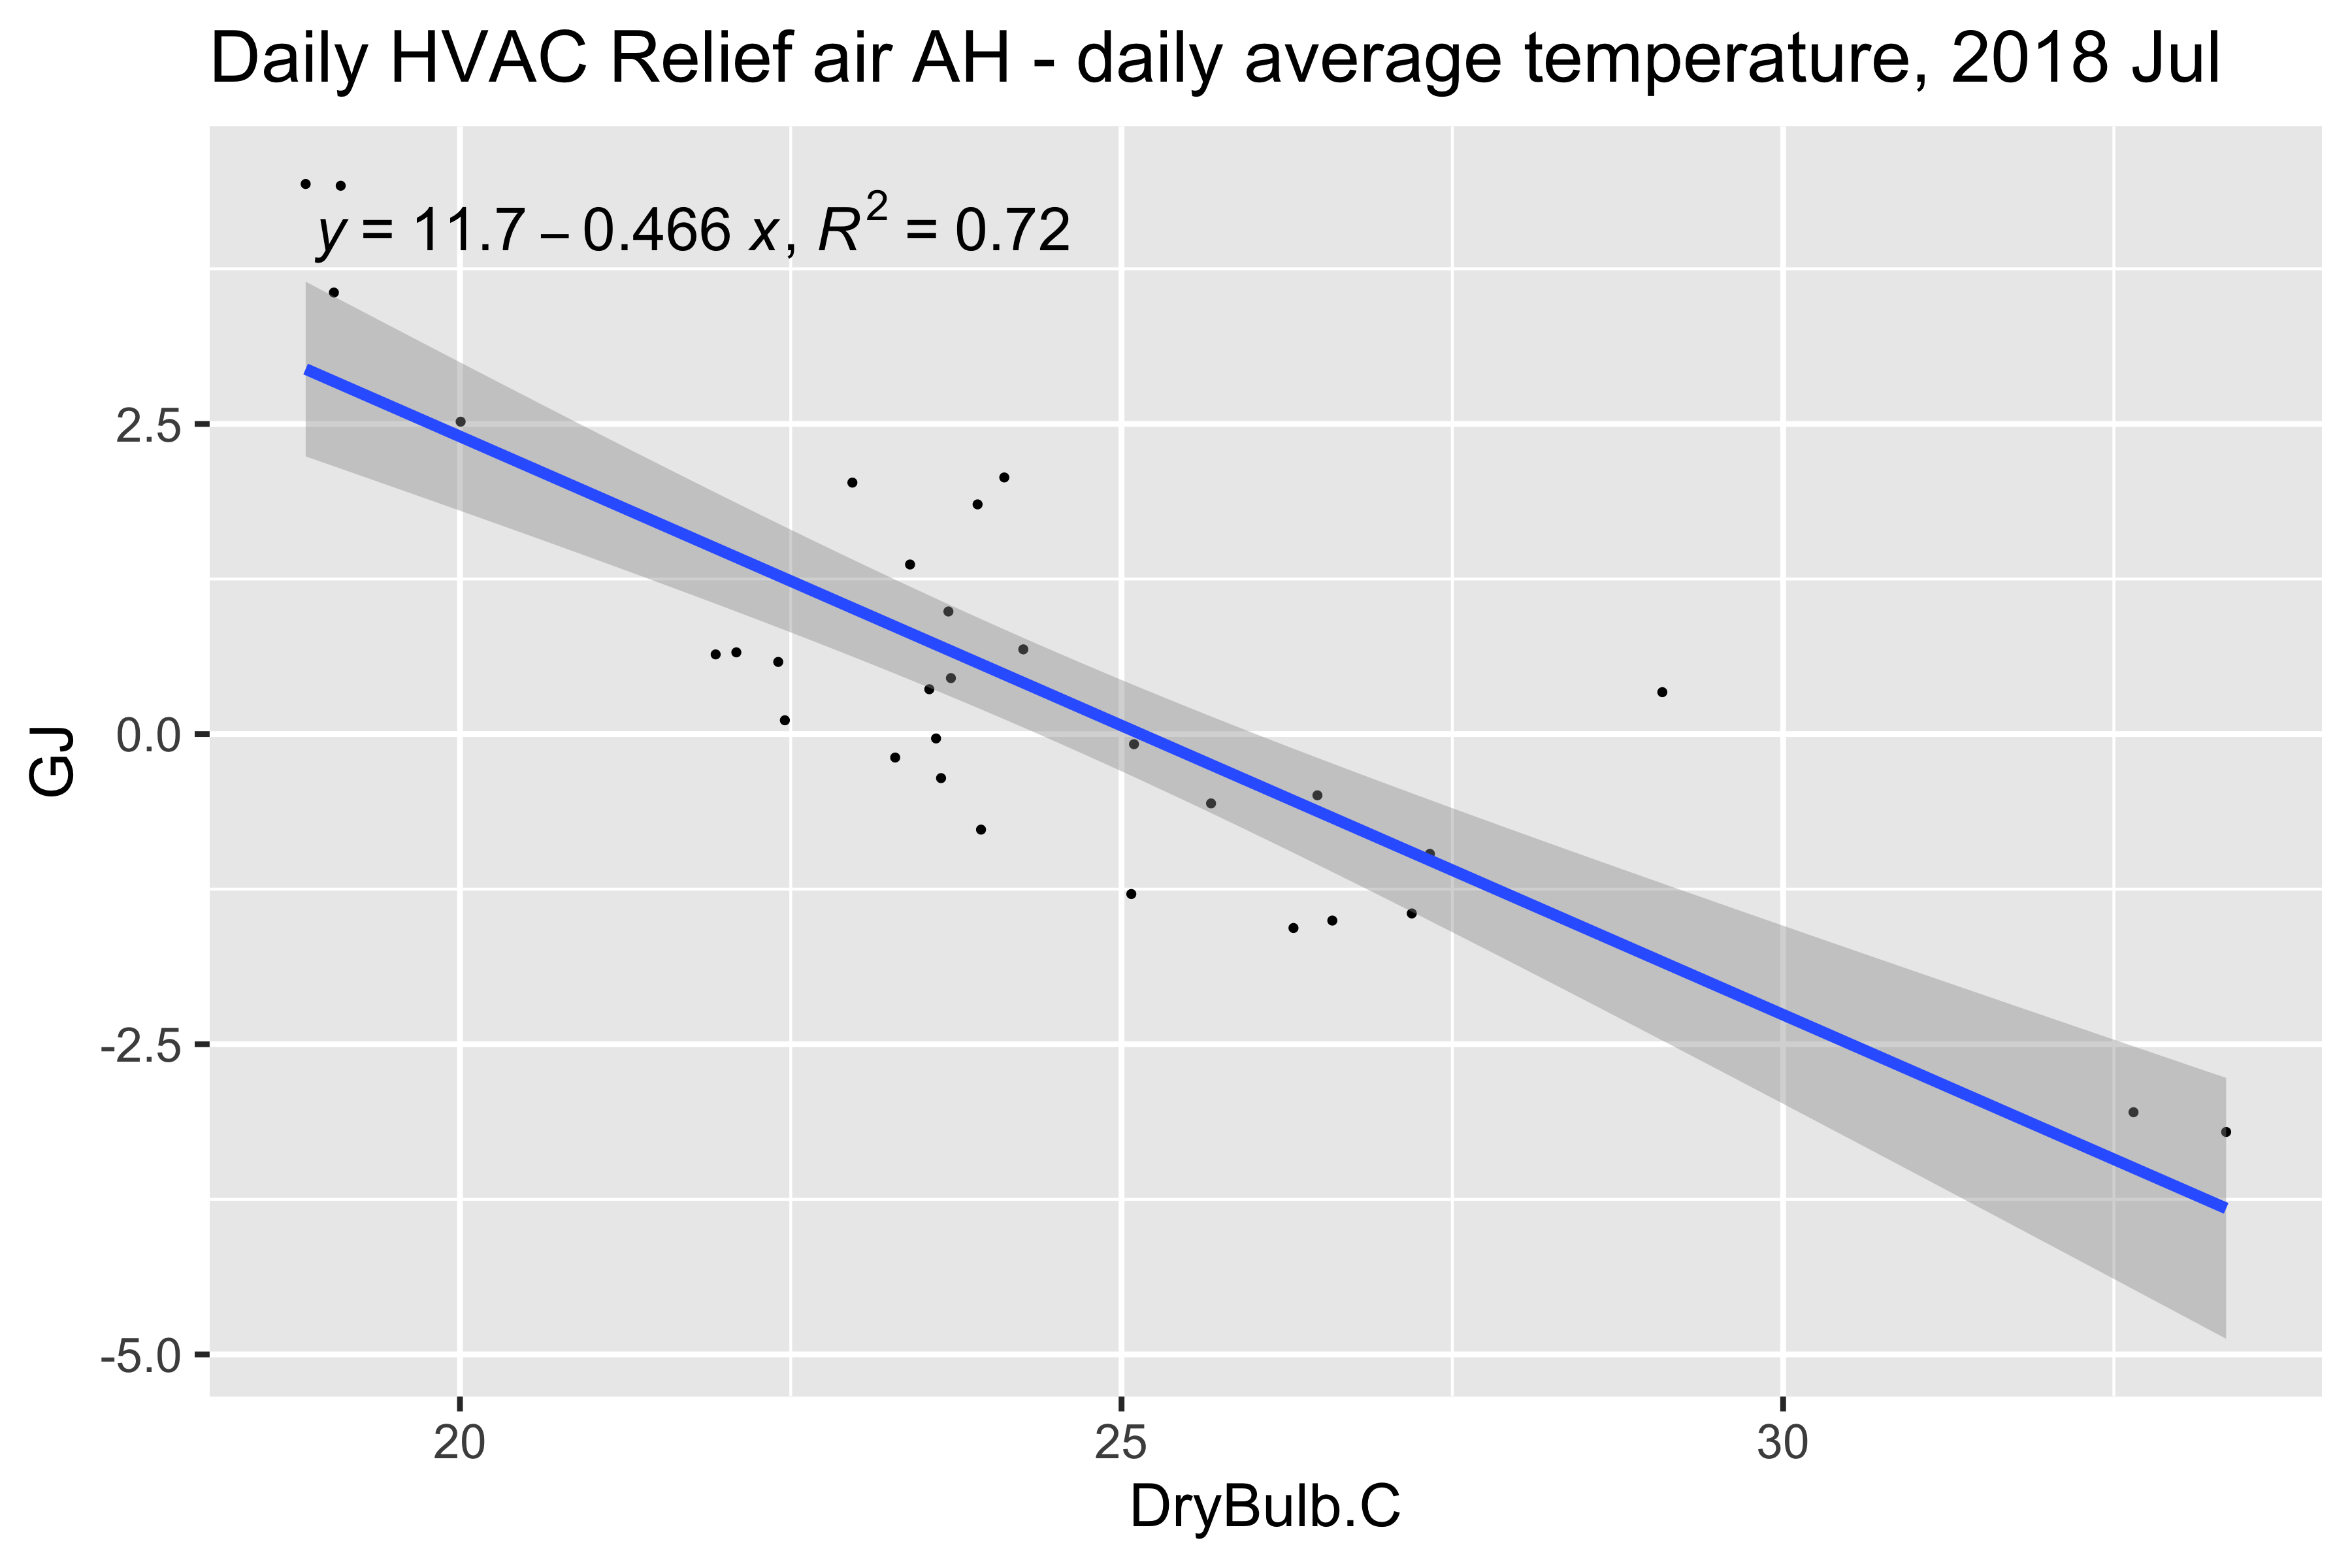 Daily HVAC Relief air AH - daily average temperature, 2018 Jul
y = 11.7 – 0.466 x, R² = 0.72
2.5
0.0
-2.5
-5.0
GJ
20 25 30
DryBulb.C